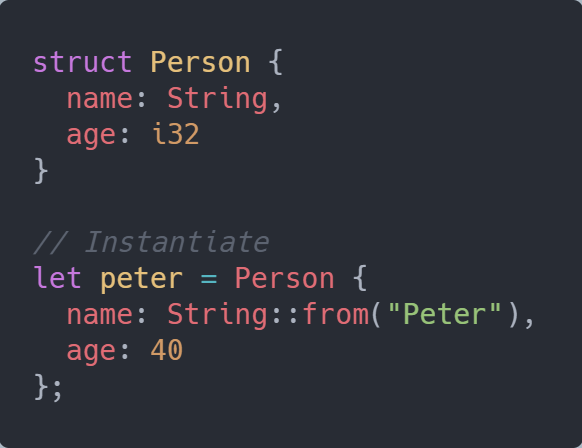 struct Person {
  name: String,
  age: i32
}

// Instantiate
let peter = Person {
  name: String::from("Peter"),
  age: 40
};